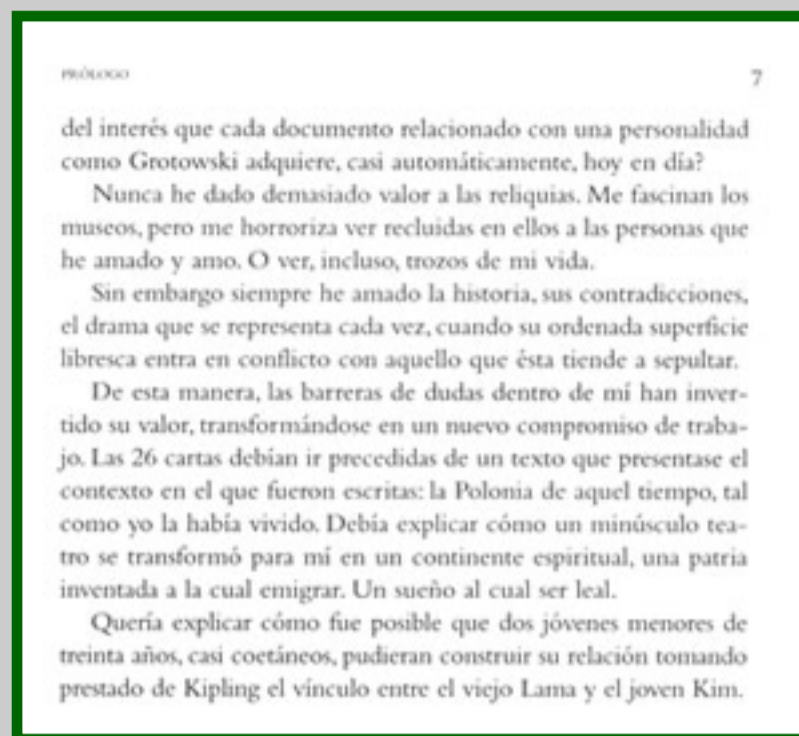 PRÓLOGO 7
del interés que cada documento relacionado con una personalidad
como Grotowski adquiere, casi automáticamente, hoy en día?
Nunca he dado demasiado valor a las reliquias. Me fascinan los
museos, pero me horroriza ver recluidas en ellos a las personas que
he amado y amo. O ver, incluso, trozos de mi vida.
Sin embargo siempre he amado la historia, sus contradicciones,
el drama que se representa cada vez, cuando su ordenada superficie
libresca entra en conflicto con aquello que ésta tiende a sepultar.
De esta manera, las barreras de dudas dentro de mí han inver-
tido su valor, transformándose en un nuevo compromiso de traba-
jo. Las 26 cartas debían ir precedidas de un texto que presentase el
contexto en el que fueron escritas: la Polonia de aquel tiempo, tal
como yo la había vivido. Debía explicar cómo un minúsculo tea-
tro se transformó para mí en un continente espiritual, una patria
inventada a la cual emigrar. Un sueño al cual ser leal.
Quería explicar cómo fue posible que dos jóvenes menores de
treinta años, casi coetáneos, pudieran construir su relación tomando
prestado de Kipling el vínculo entre el viejo Lama y el joven Kim.